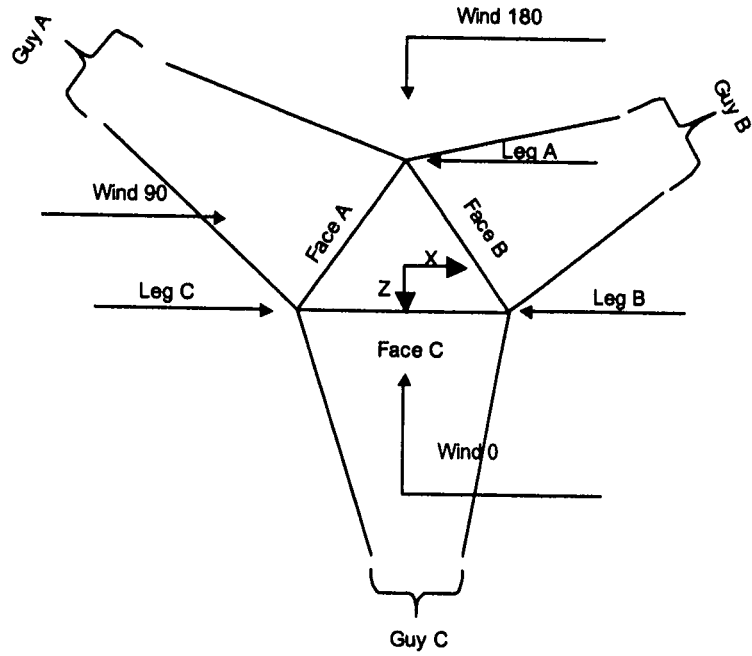 Wind 180
Guy A
Guy B
Leg A
Wind 90
Face A
Face B
X
Z
Leg C
Leg B
Face C
Wind 0
Guy C